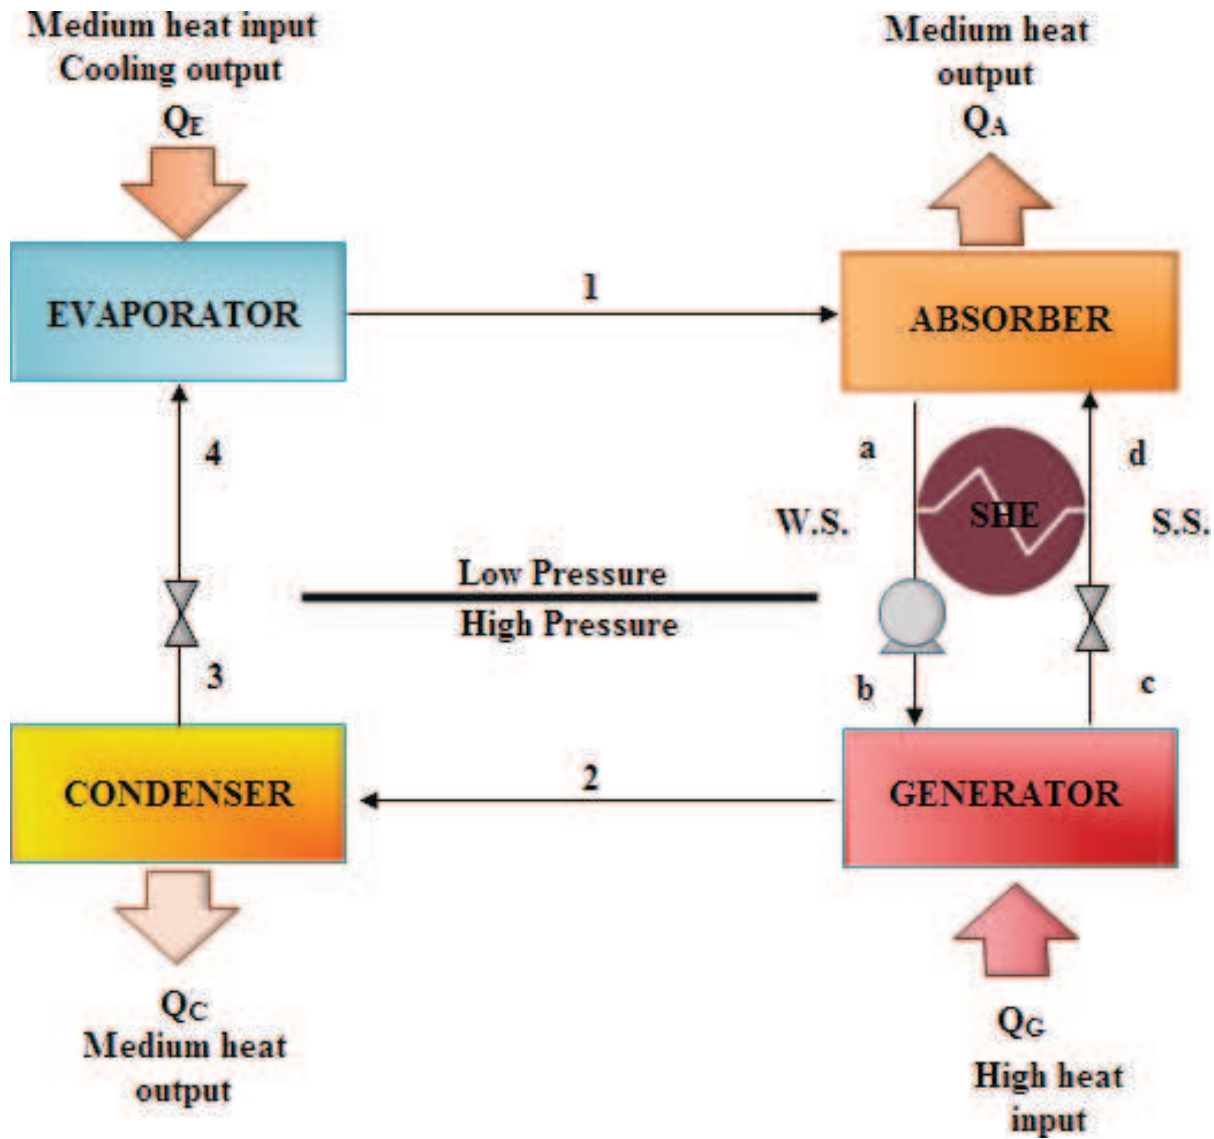 Medium heat input
Cooling output
QE
Medium heat
output
QA
EVAPORATOR
1
ABSORBER
4
a
d
W.S.
SHE
S.S.
Low Pressure
High Pressure
3
b
c
CONDENSER
2
GENERATOR
QC
Medium heat
output
QG
High heat
input